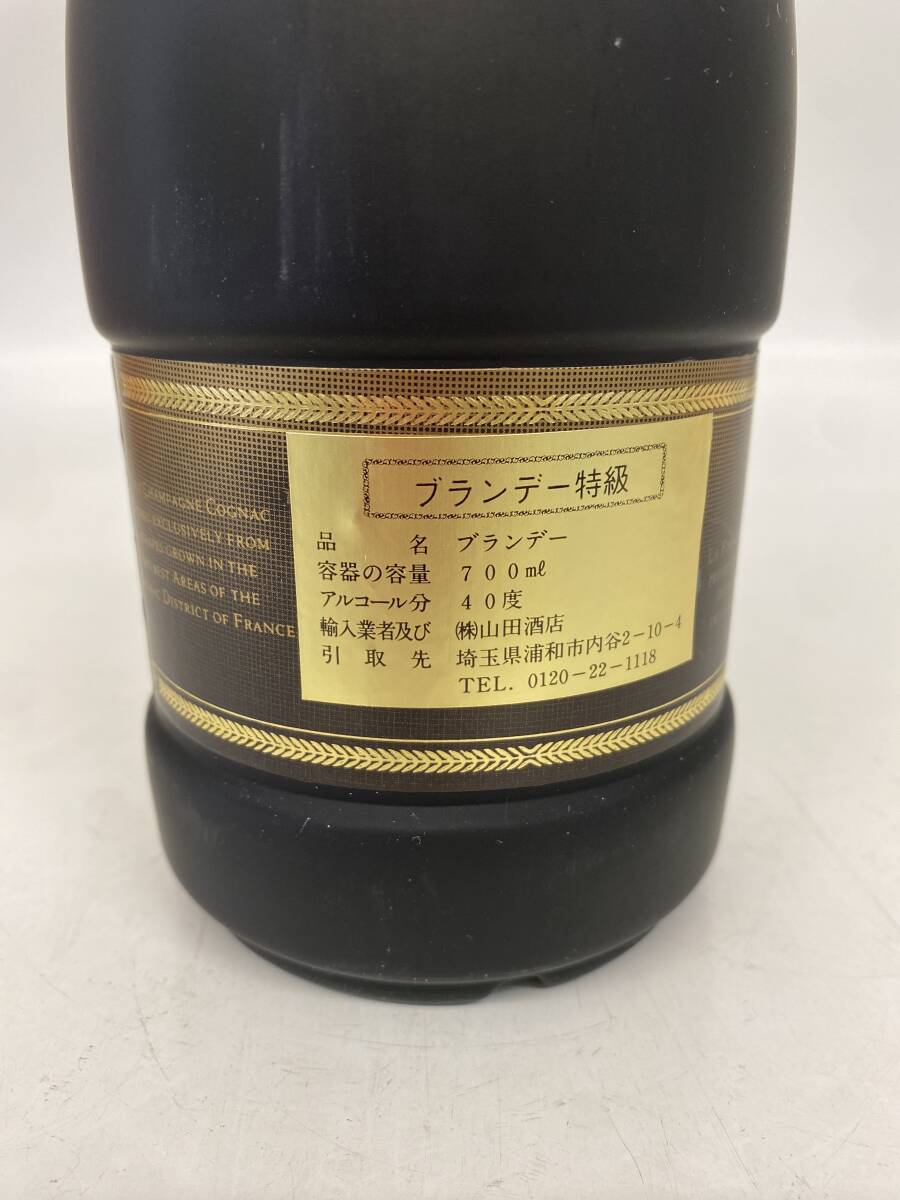 CHAMPAGNE COGNAC
EXCLUSIVELY FROM
GROWN IN THE
BEST AREAS OF THE
DISTRICT OF FRANCE
ブランデー特級
品名 ブランデー
容器の容量 700㎖
アルコール分 40度
輸入業者及び ㈱山田酒店
引取先 埼玉県浦和市内谷2-10-4
TEL. 0120-22-1118